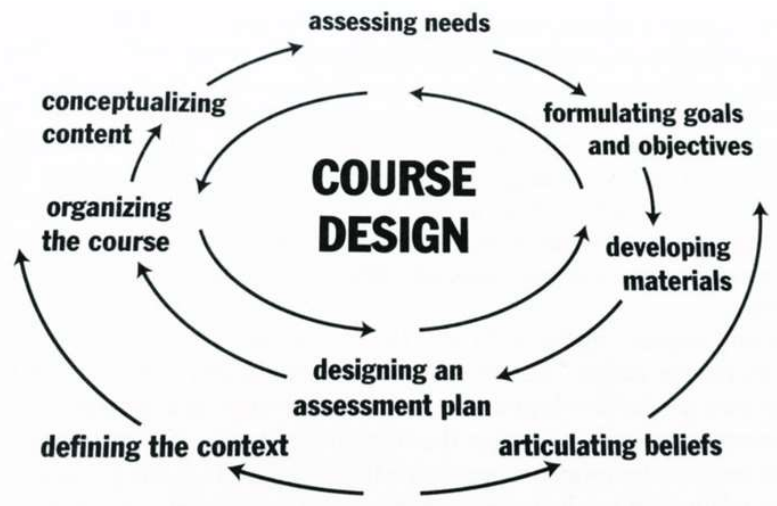 assessing needs
conceptualizing
content
formulating goals
and objectives
COURSE
DESIGN
organizing
the course
developing
materials
designing an
assessment plan
defining the context
articulating beliefs